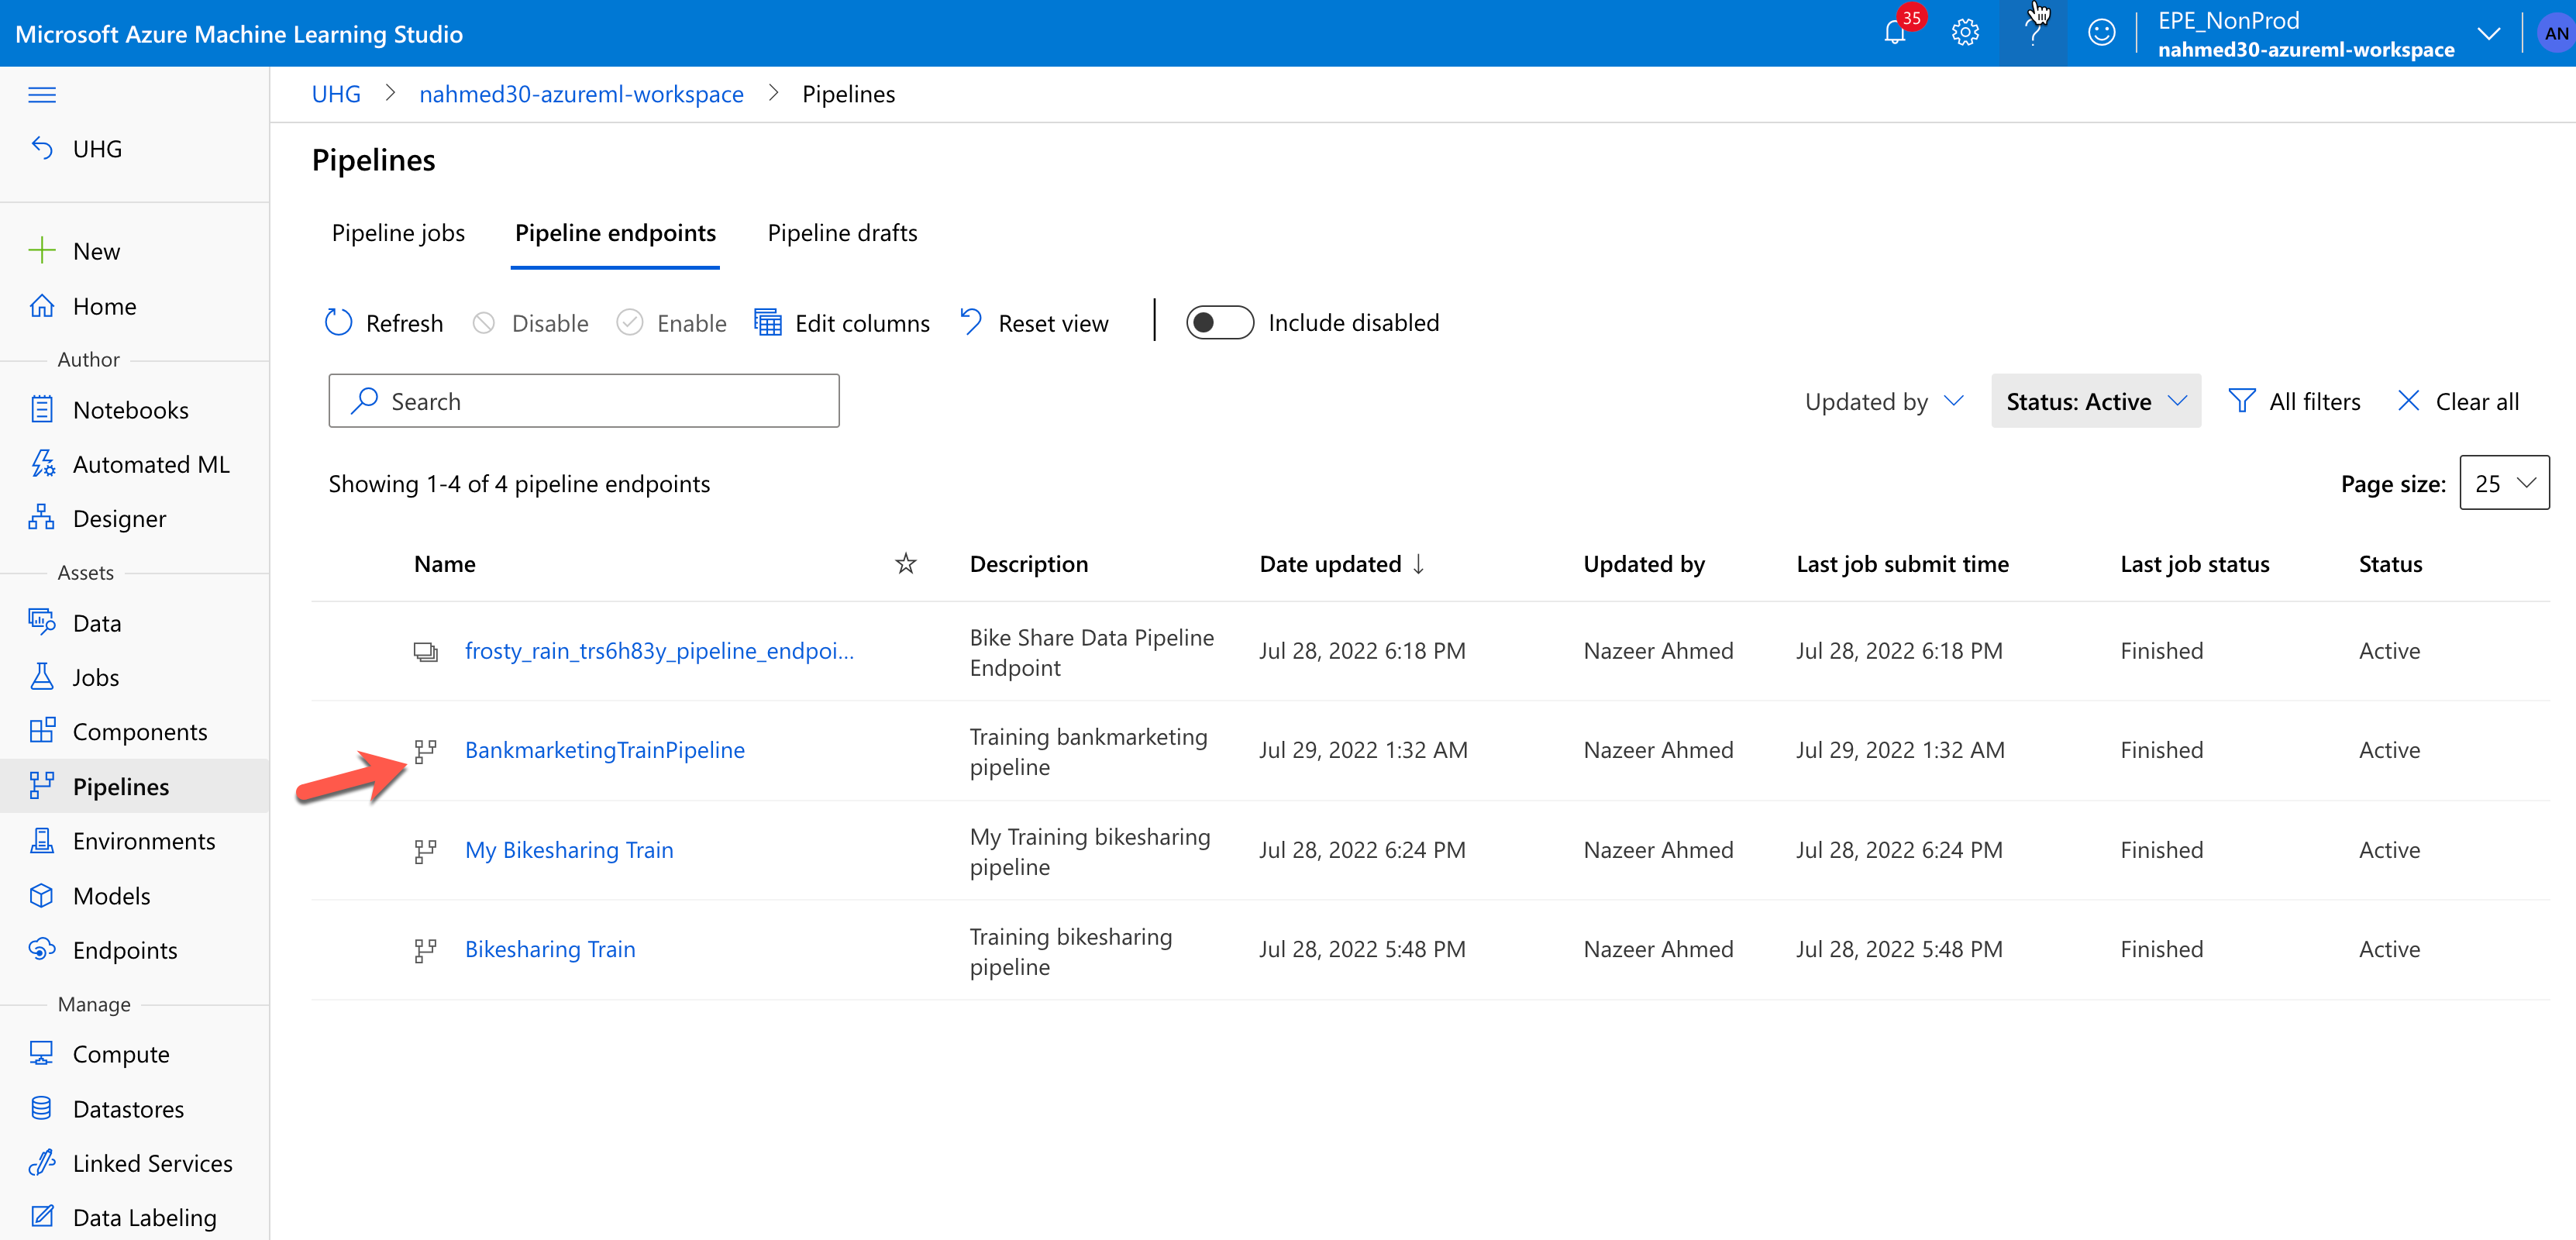 Microsoft Azure Machine Learning Studio
35
EPE_NonProd
nahmed30-azureml-workspace
AN
UHG
New
Home
Author
Notebooks
Automated ML
Designer
Assets
Data
Jobs
Components
Pipelines
Environments
Models
Endpoints
Manage
Compute
Datastores
Linked Services
Data Labeling
UHG > nahmed30-azureml-workspace > Pipelines
Pipelines
Pipeline jobs Pipeline endpoints Pipeline drafts
Refresh Disable Enable Edit columns Reset view Include disabled
Search Updated by Status: Active All filters Clear all
Showing 1-4 of 4 pipeline endpoints Page size: 25
Name Description Date updated ↓ Updated by Last job submit time Last job status Status
frosty_rain_trs6h83y_pipeline_endpoi... Bike Share Data Pipeline Jul 28, 2022 6:18 PM Nazeer Ahmed Jul 28, 2022 6:18 PM Finished Active
Endpoint
BankmarketingTrainPipeline Training bankmarketing Jul 29, 2022 1:32 AM Nazeer Ahmed Jul 29, 2022 1:32 AM Finished Active
pipeline
My Bikesharing Train My Training bikesharing Jul 28, 2022 6:24 PM Nazeer Ahmed Jul 28, 2022 6:24 PM Finished Active
pipeline
Bikesharing Train Training bikesharing Jul 28, 2022 5:48 PM Nazeer Ahmed Jul 28, 2022 5:48 PM Finished Active
pipeline